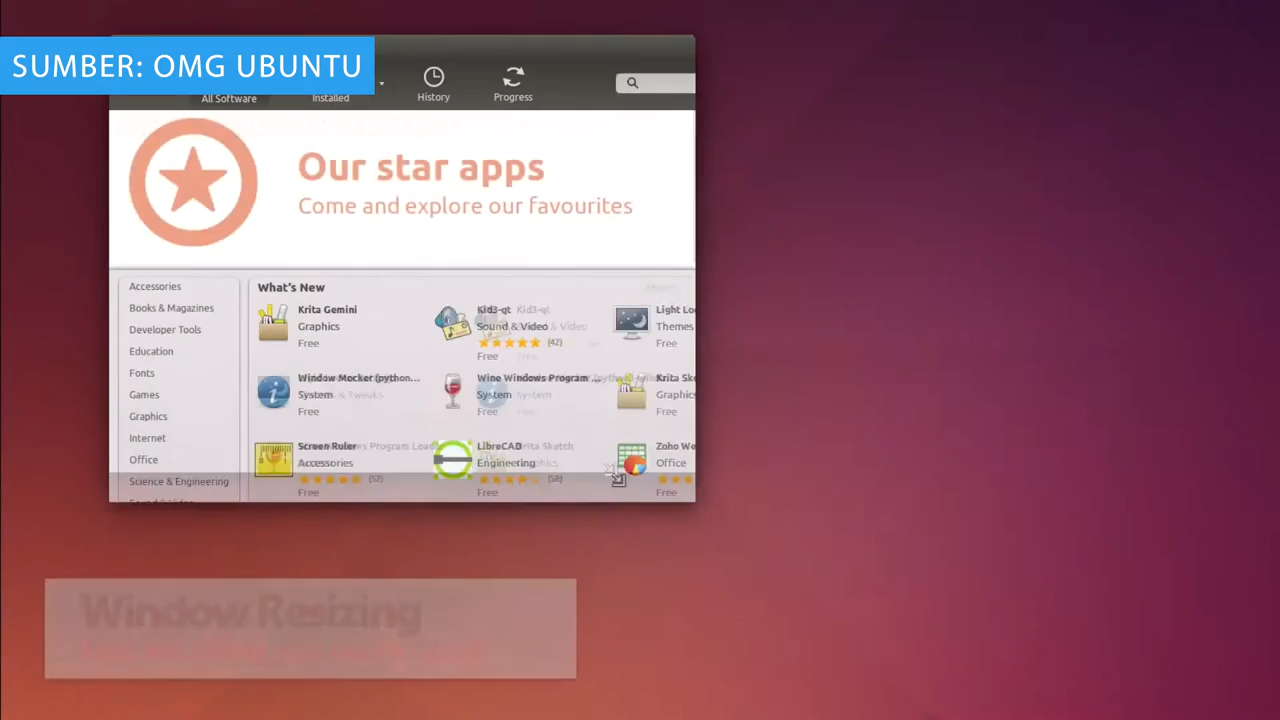 SUMBER: OMG UBUNTU
All Software
Installed
History
Progress
Our star apps
Come and explore our favourites
Accessories
Books & Magazines
Developer Tools
Education
Fonts
Games
Graphics
Internet
Office
Science & Engineering
What's New
Krita Gemini
Graphics
Free
Kid3-qt
Sound & Video
(42)
Free
Light Lo
Themes
Free
Window Mocker (python...
System
Free
Wine Windows Program ...
System
Free
Krita Ske
Graphics
Free
Screen Ruler
Accessories
(52)
Free
LibreCAD
Engineering
(58)
Free
Zoho We
Office
Free
Window Resizing